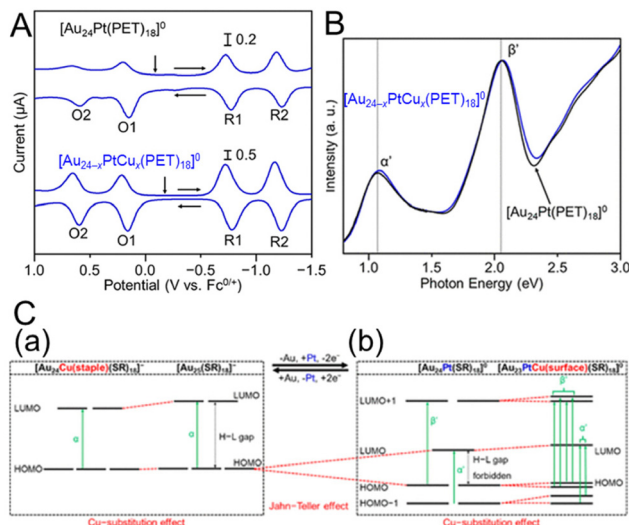 A
[Au24Pt(PET)18]0
0.2
O2
O1
R1
R2
[Au24-xPtCux(PET)18]0
0.5
O2
O1
R1
R2
Current (µA)
1.0
0.5
0.0
-0.5
-1.0
-1.5
Potential (V vs. Fc0/+)
B
β'
[Au24-xPtCux(PET)18]0
α'
[Au24Pt(PET)18]0
Intensity (a. u.)
1.0
1.5
2.0
2.5
3.0
Photon Energy (eV)
C
(a)
(b)
[Au24Cu(staple)(SR)18]-
[Au25(SR)18]-
-Au, +Pt, -2e-
+Au, -Pt, +2e-
[Au24Pt(SR)18]0
[Au23PtCu(surface)(SR)18]0
LUMO
LUMO
α
α
H-L gap
HOMO
HOMO
Cu-substitution effect
Jahn-Teller effect
LUMO+1
β'
β'
LUMO
LUMO
α'
H-L gap
forbidden
α'
HOMO
HOMO
HOMO-1
Cu-substitution effect